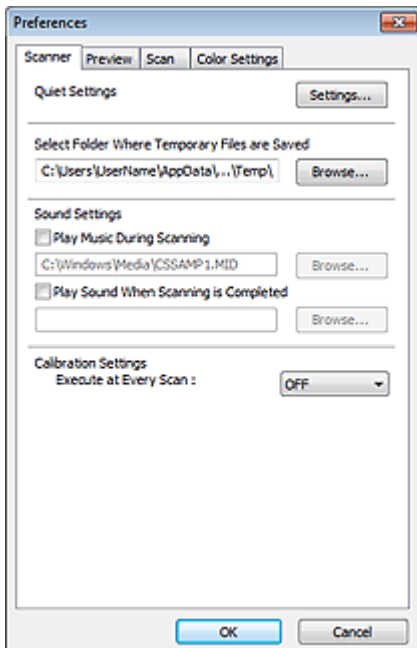 Preferences
Scanner Preview Scan Color Settings
Quiet Settings Settings...
Select Folder Where Temporary Files are Saved
C:\Users\UserName\AppData\,...\Temp\ Browse...
Sound Settings
Play Music During Scanning
C:\Windows\Media\CSSAMP1.MID Browse...
Play Sound When Scanning is Completed
Browse...
Calibration Settings
Execute at Every Scan : OFF
OK Cancel